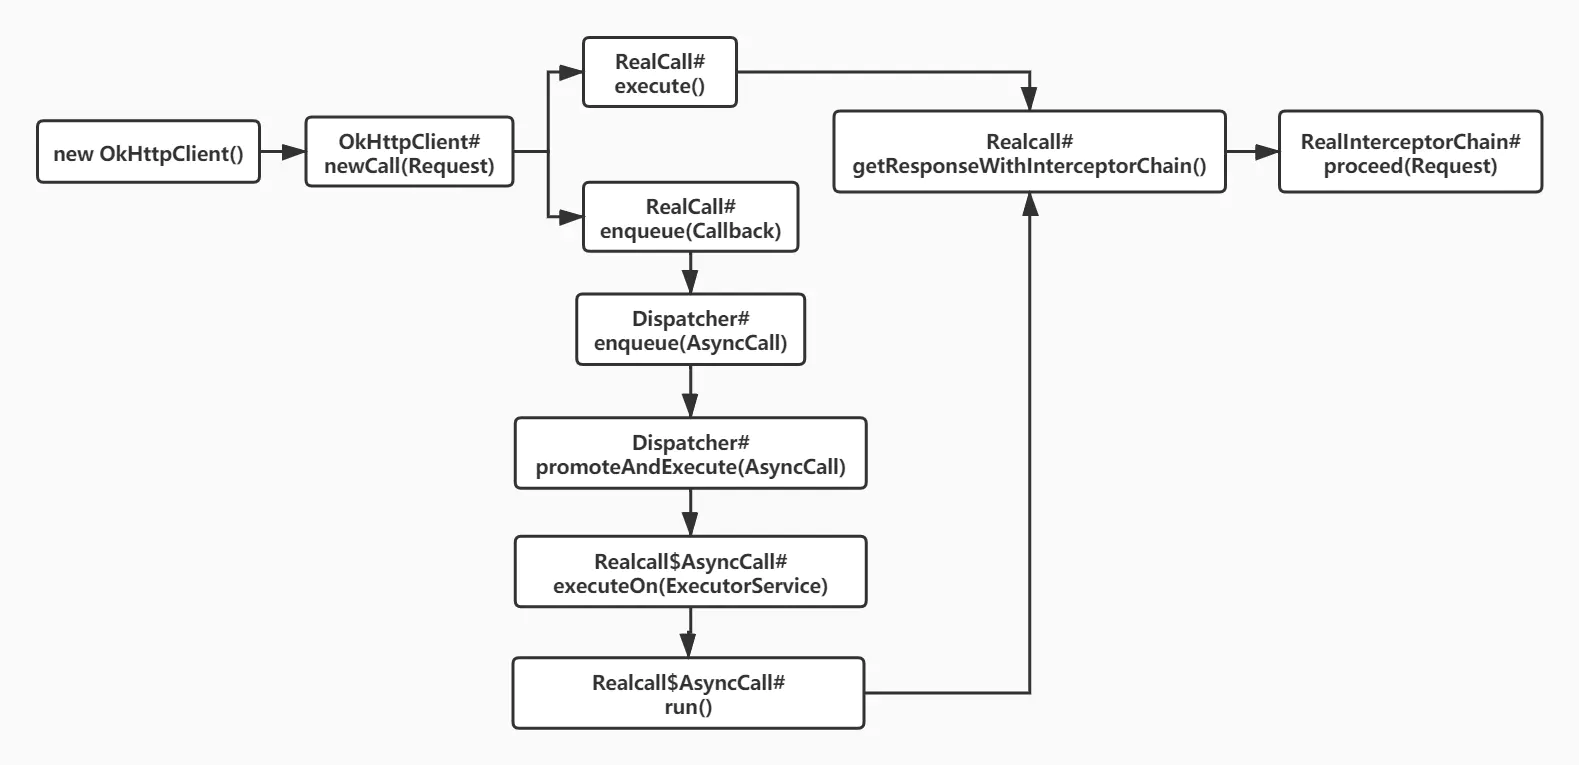 new OkHttpClient()
OkHttpClient#
newCall(Request)
RealCall#
execute()
RealCall#
enqueue(Callback)
Dispatcher#
enqueue(AsyncCall)
Dispatcher#
promoteAndExecute(AsyncCall)
Realcall$AsyncCall#
executeOn(ExecutorService)
Realcall$AsyncCall#
run()
Realcall#
getResponseWithInterceptorChain()
RealInterceptorChain#
proceed(Request)